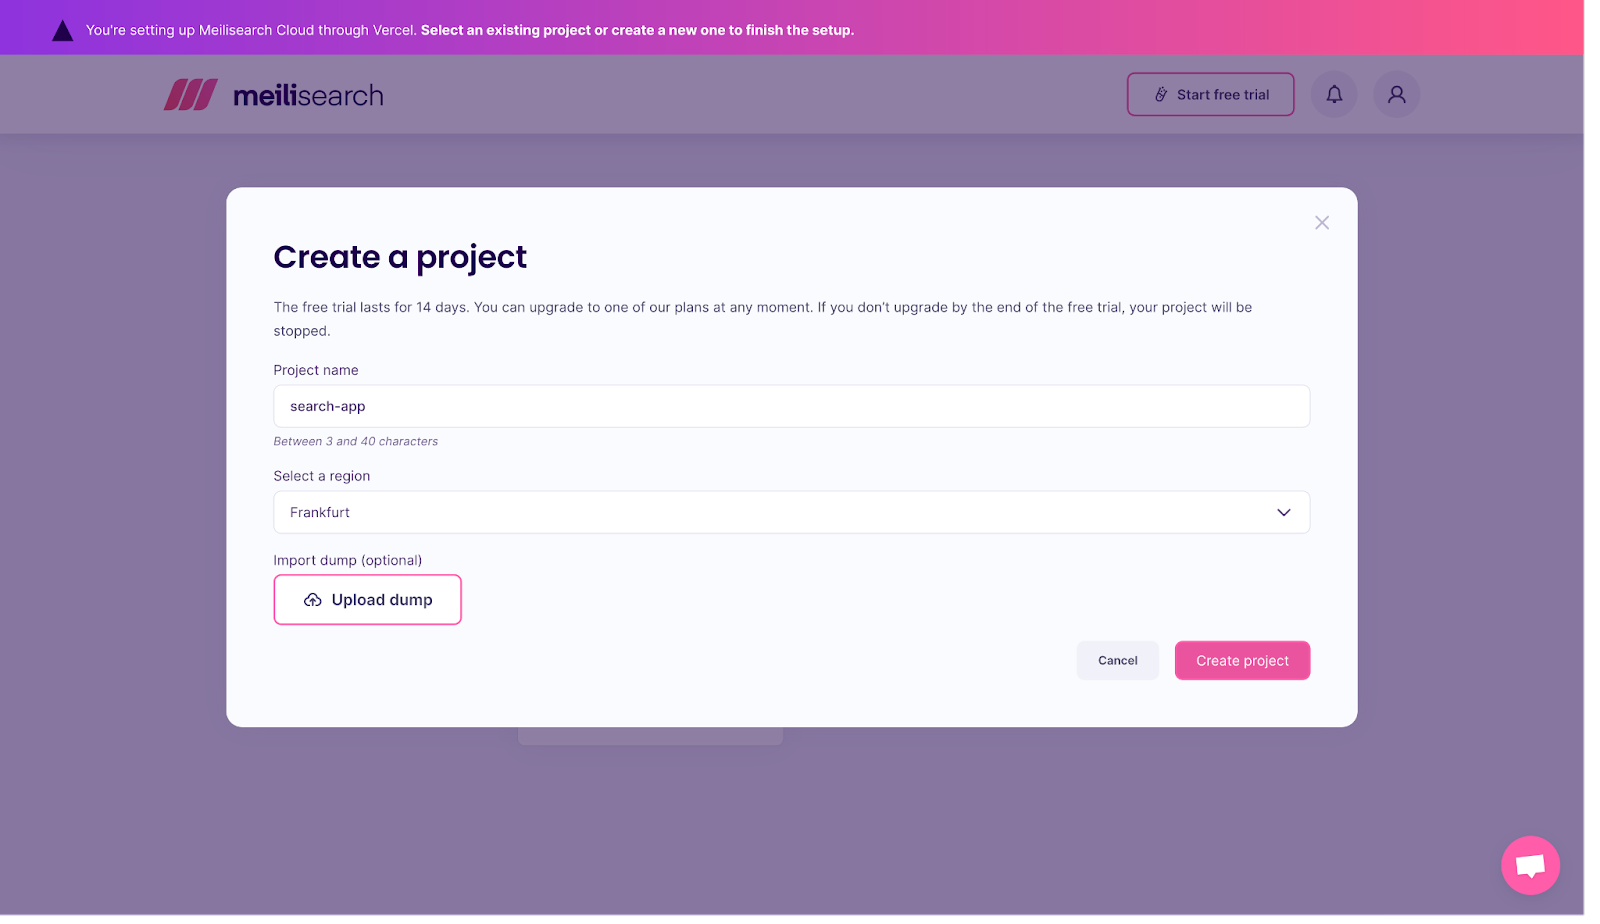 You're setting up Meilisearch Cloud through Vercel. Select an existing project or create a new one to finish the setup.
meilisearch
Start free trial
Create a project
The free trial lasts for 14 days. You can upgrade to one of our plans at any moment. If you don't upgrade by the end of the free trial, your project will be
stopped.
Project name
search-app
Between 3 and 40 characters
Select a region
Frankfurt
Import dump (optional)
Upload dump
Cancel
Create project